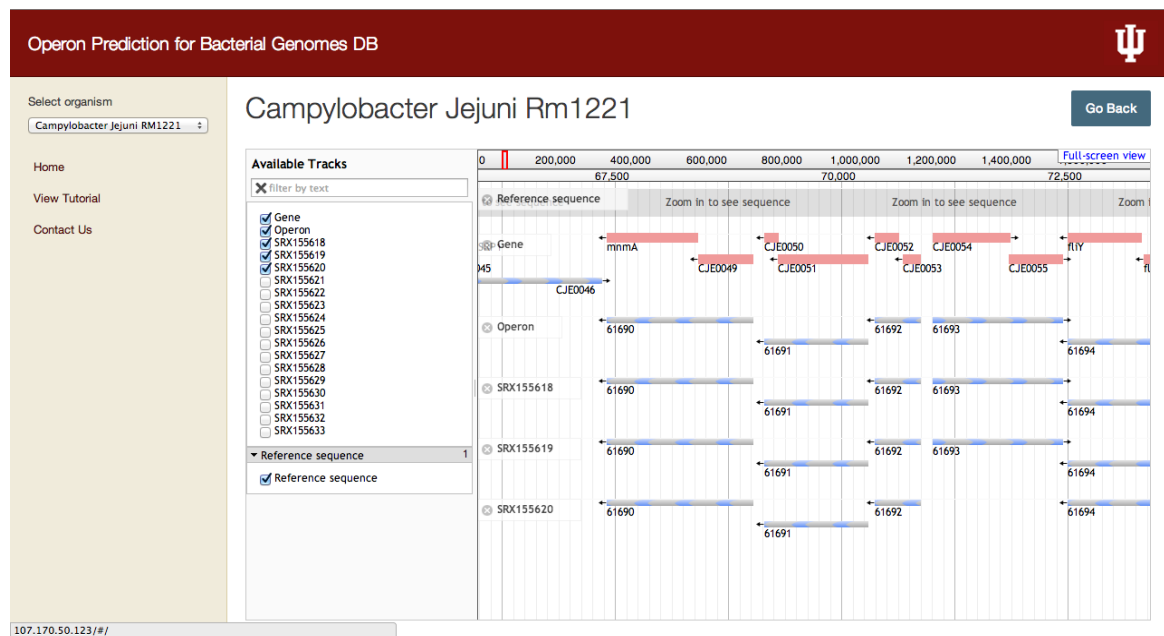 Operon Prediction for Bacterial Genomes DB
Select organism
Campylobacter Jejuni RM1221
Home
View Tutorial
Contact Us
Campylobacter Jejuni Rm1221
Go Back
Available Tracks
filter by text
Gene
Operon
SRX155618
SRX155619
SRX155620
SRX155621
SRX155622
SRX155623
SRX155624
SRX155625
SRX155626
SRX155627
SRX155628
SRX155629
SRX155630
SRX155631
SRX155632
SRX155633
Reference sequence 1
Reference sequence
0 200,000 400,000 600,000 800,000 1,000,000 1,200,000 1,400,000
Full-screen view
67,500 70,000 72,500
Reference sequence
Zoom in to see sequence Zoom in to see sequence Zoom
Gene
mnmA CJE0050 CJE0052 CJE0054 fliY
CJE0049 CJE0051 CJE0053 CJE0055
CJE0046
Operon
61690 61692 61693
61691 61694
SRX155618
61690 61692 61693
61691 61694
SRX155619
61690 61692 61693
61691 61694
SRX155620
61690 61692 61694
61691
107.170.50.123/#/